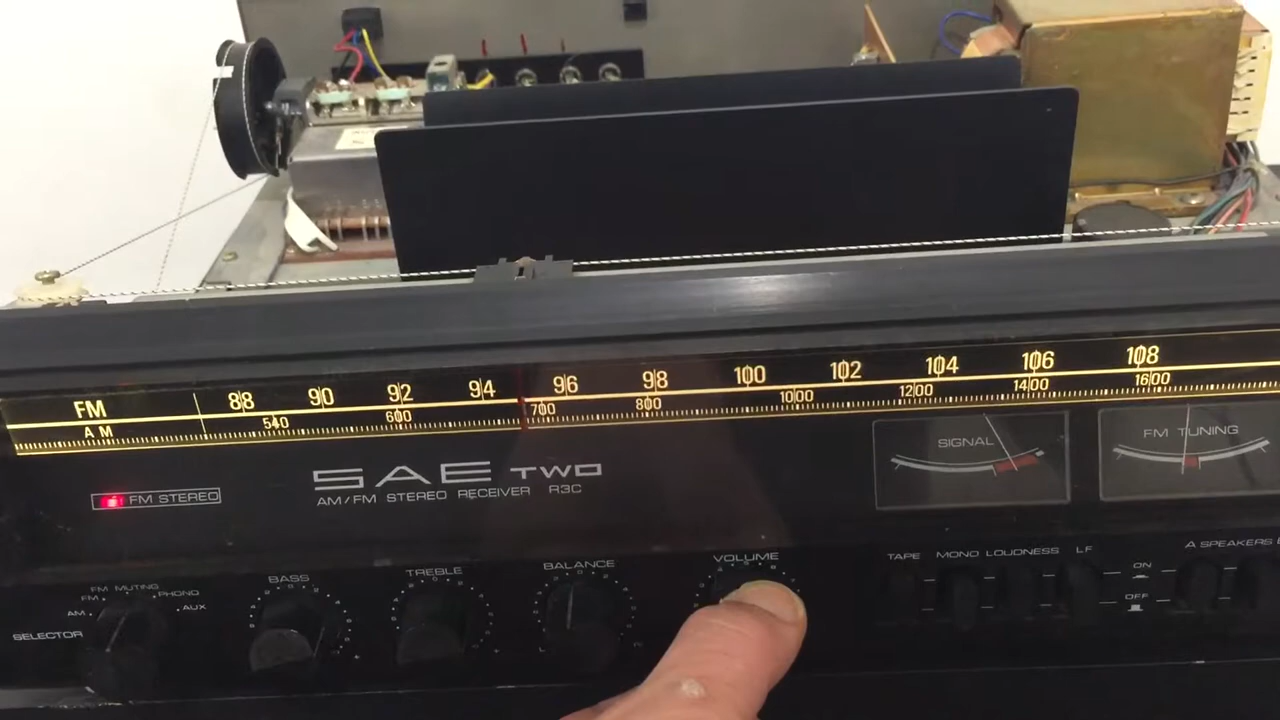 FM 88 90 92 94 96 98 100 102 104 106 108
AM 540 600 700 800 1000 1200 1400 1600
SIGNAL
FM TUNING
SAE TWO
AM/FM STEREO RECEIVER R3C
FM STEREO
SELECTOR
AM
FM
FM MUTING
PHONO
AUX
BASS
TREBLE
BALANCE
VOLUME
TAPE MONO LOUDNESS LF
ON
OFF
A SPEAKERS